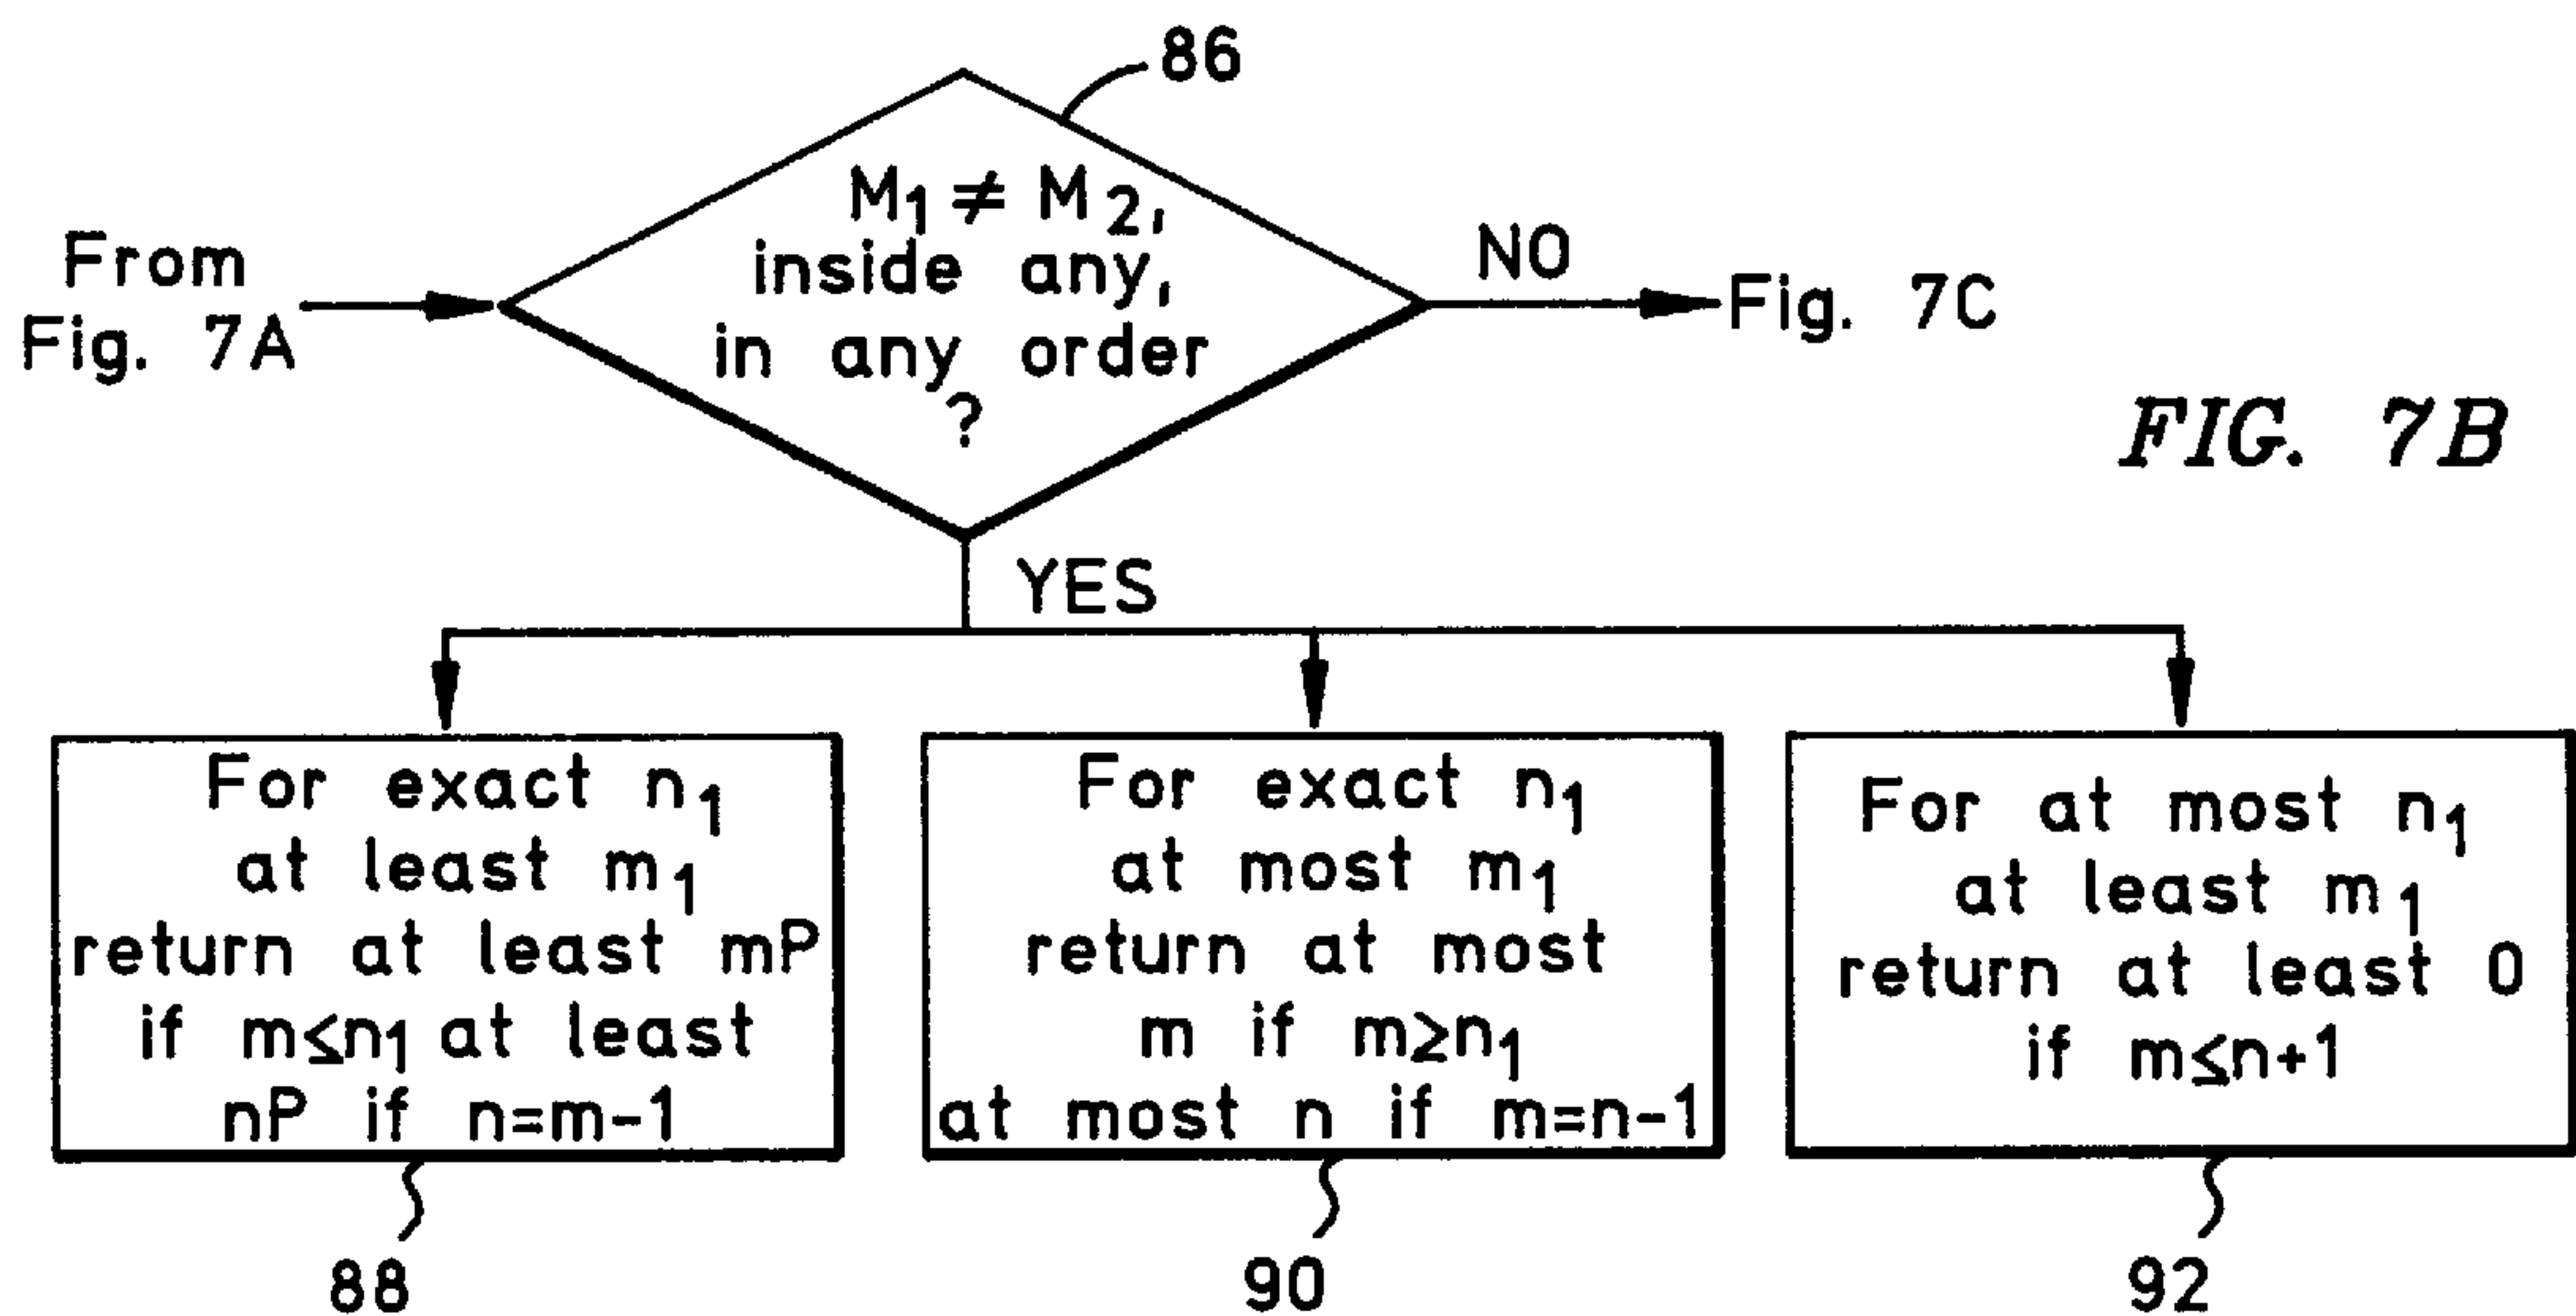 86
M₁ ≠ M₂,
inside any,
in any order
?
From
Fig. 7A
NO
Fig. 7C
FIG. 7B
YES
For exact n₁
at least m₁
return at least mP
if m≤n₁ at least
nP if n=m-1
For exact n₁
at most m₁
return at most
m if m≥n₁
at most n if m=n-1
For at most n₁
at least m₁
return at least 0
if m≤n+1
88
90
92